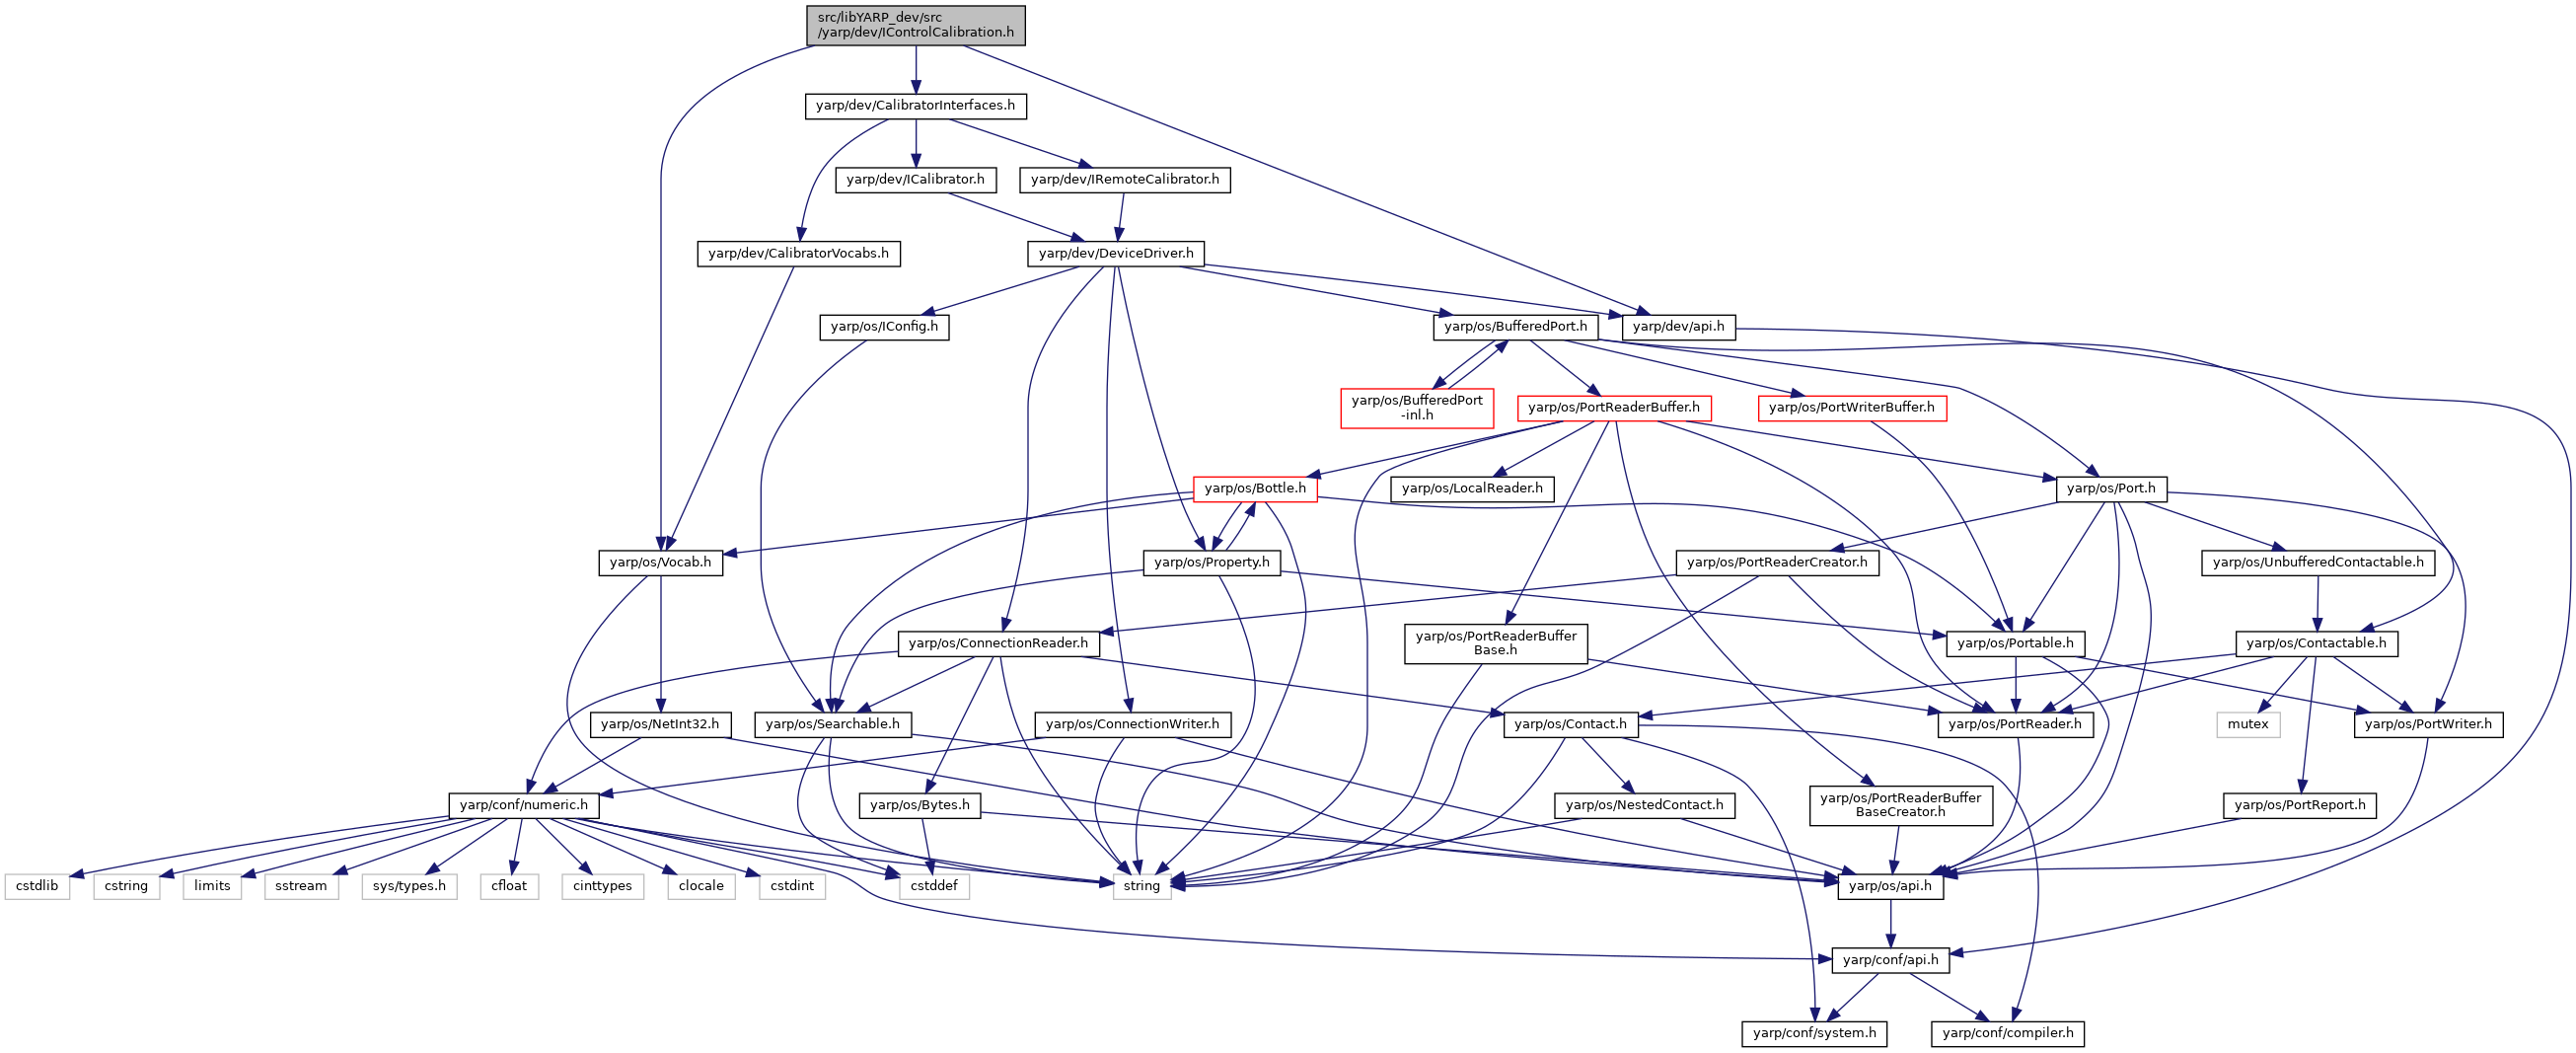 src/libYARP_dev/src
/yarp/dev/IControlCalibration.h
yarp/dev/CalibratorInterfaces.h
yarp/dev/ICalibrator.h
yarp/dev/IRemoteCalibrator.h
yarp/dev/CalibratorVocabs.h
yarp/dev/DeviceDriver.h
yarp/os/IConfig.h
yarp/os/BufferedPort.h
yarp/dev/api.h
yarp/os/BufferedPort
-inl.h
yarp/os/PortReaderBuffer.h
yarp/os/PortWriterBuffer.h
yarp/os/Bottle.h
yarp/os/LocalReader.h
yarp/os/Port.h
yarp/os/Vocab.h
yarp/os/Property.h
yarp/os/PortReaderCreator.h
yarp/os/UnbufferedContactable.h
yarp/os/ConnectionReader.h
yarp/os/PortReaderBuffer
Base.h
yarp/os/Portable.h
yarp/os/Contactable.h
yarp/os/NetInt32.h
yarp/os/Searchable.h
yarp/os/ConnectionWriter.h
yarp/os/Contact.h
yarp/os/PortReader.h
mutex
yarp/os/PortWriter.h
yarp/conf/numeric.h
yarp/os/Bytes.h
yarp/os/NestedContact.h
yarp/os/PortReaderBuffer
BaseCreator.h
yarp/os/PortReport.h
cstdlib
cstring
limits
sstream
sys/types.h
cfloat
cinttypes
clocale
cstdint
cstddef
string
yarp/os/api.h
yarp/conf/api.h
yarp/conf/system.h
yarp/conf/compiler.h